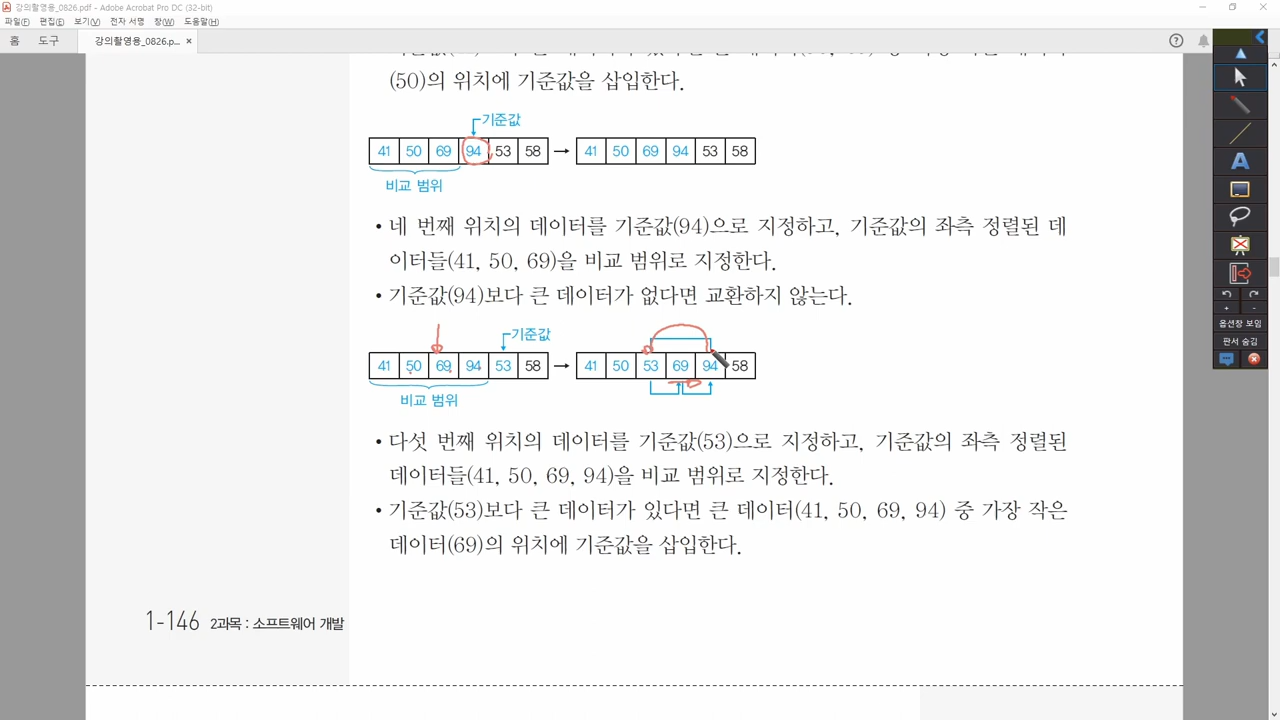 강의촬영용_0826.pdf - Adobe Acrobat Pro DC (32-bit)
파일(F) 편집(E) 보기(V) 전자 서명 창(W) 도움말(H)
홈 도구 강의촬영용_0826.p... ×
(50)의 위치에 기준값을 삽입한다.
기준값
41 50 69 94 53 58 → 41 50 69 94 53 58
비교 범위
• 네 번째 위치의 데이터를 기준값(94)으로 지정하고, 기준값의 좌측 정렬된 데
이터들(41, 50, 69)을 비교 범위로 지정한다.
• 기준값(94)보다 큰 데이터가 없다면 교환하지 않는다.
기준값
41 50 69 94 53 58 → 41 50 53 69 94 58
비교 범위
• 다섯 번째 위치의 데이터를 기준값(53)으로 지정하고, 기준값의 좌측 정렬된
데이터들(41, 50, 69, 94)을 비교 범위로 지정한다.
• 기준값(53)보다 큰 데이터가 있다면 큰 데이터(41, 50, 69, 94) 중 가장 작은
데이터(69)의 위치에 기준값을 삽입한다.
1-146 2과목 : 소프트웨어 개발
A
+ -
옵션창 보임
판서 숨김